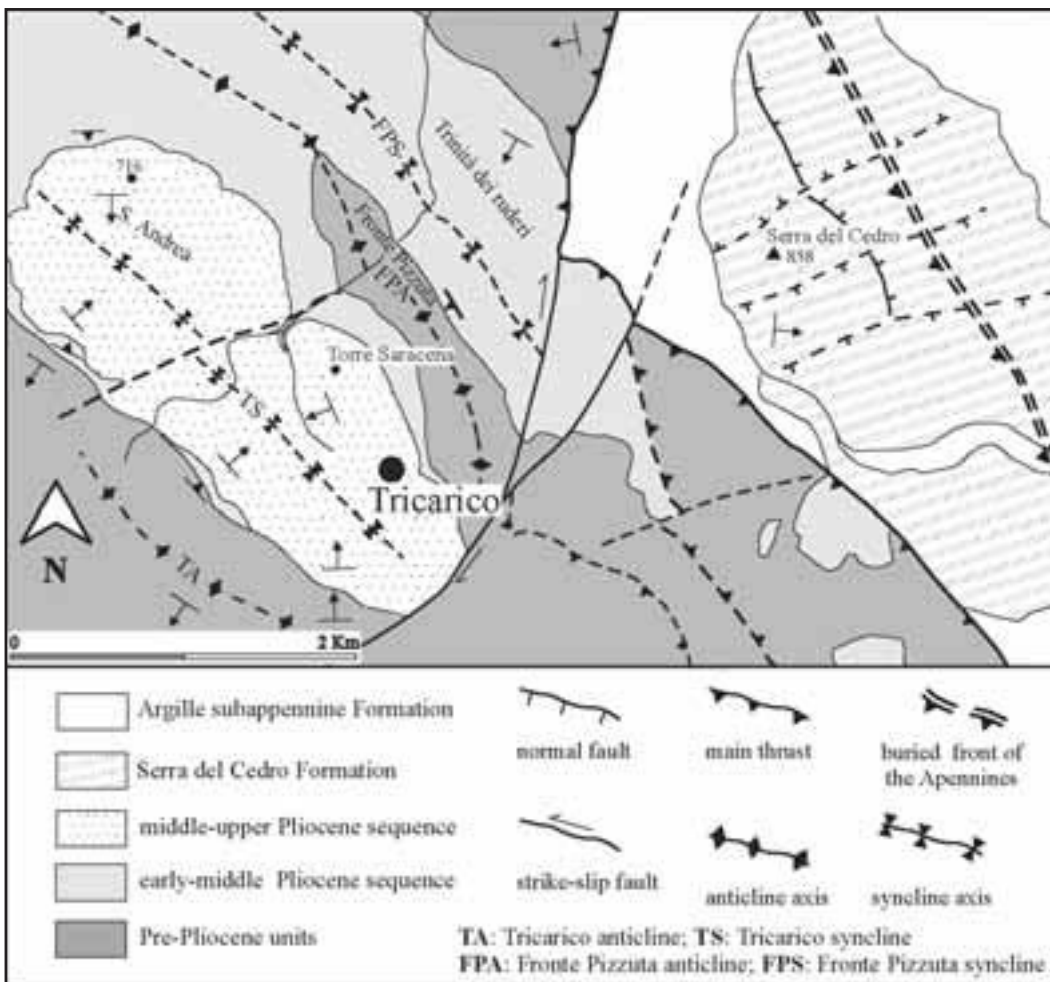 FPS
Trinità dei ruderi
716
S. Andrea
Fronte Pizzuta
FPA
Serra del Cedro
858
Torre Saracena
TS
Tricarico
N
TA
0 2 Km
Argille subappennine Formation
Serra del Cedro Formation
middle-upper Pliocene sequence
early-middle Pliocene sequence
Pre-Pliocene units
normal fault
main thrust
buried front of
the Apennines
strike-slip fault
anticline axis
syncline axis
TA: Tricarico anticline; TS: Tricarico syncline
FPA: Fronte Pizzuta anticline; FPS: Fronte Pizzuta syncline